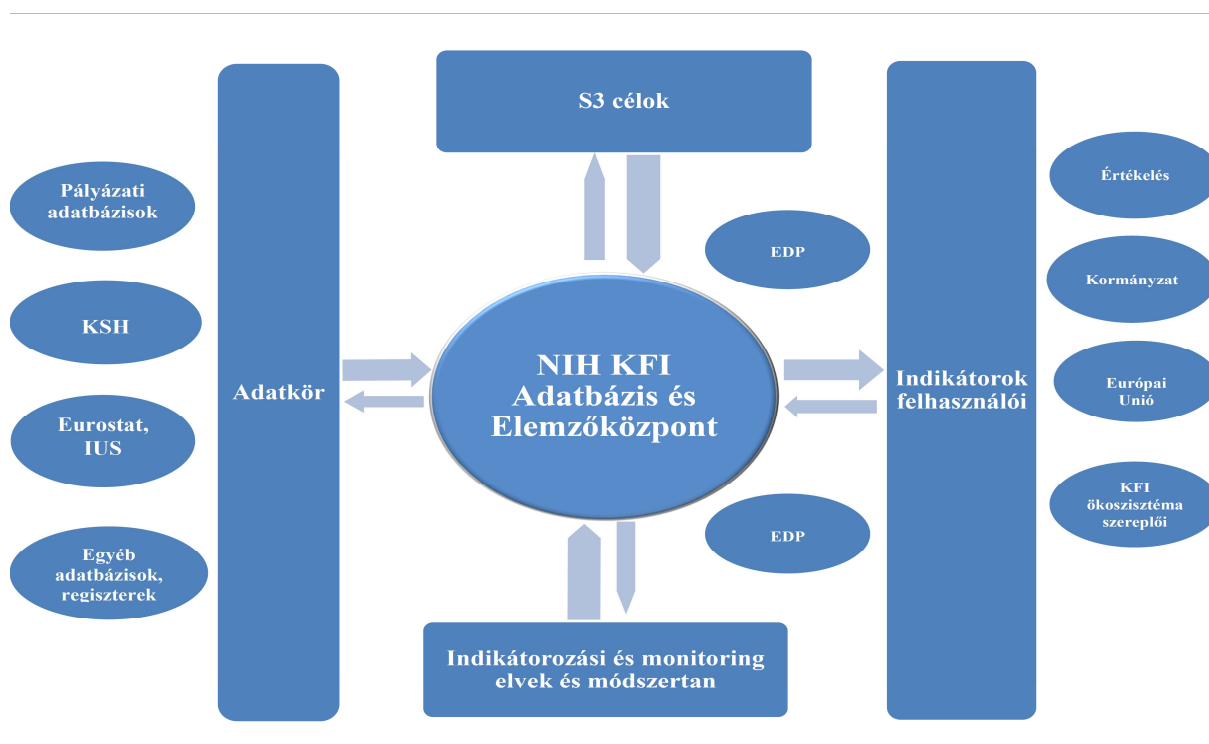 S3 célok
Pályázati
adatbázisok
KSH
Eurostat,
IUS
Egyéb
adatbázisok,
regiszterek
Adatkör
NIH KFI
Adatbázis és
Elemzőközpont
EDP
EDP
Indikátorozási és monitoring
elvek és módszertan
Indikátorok
felhasználói
Értékelés
Kormányzat
Európai
Unió
KFI
ökoszisztéma
szereplői